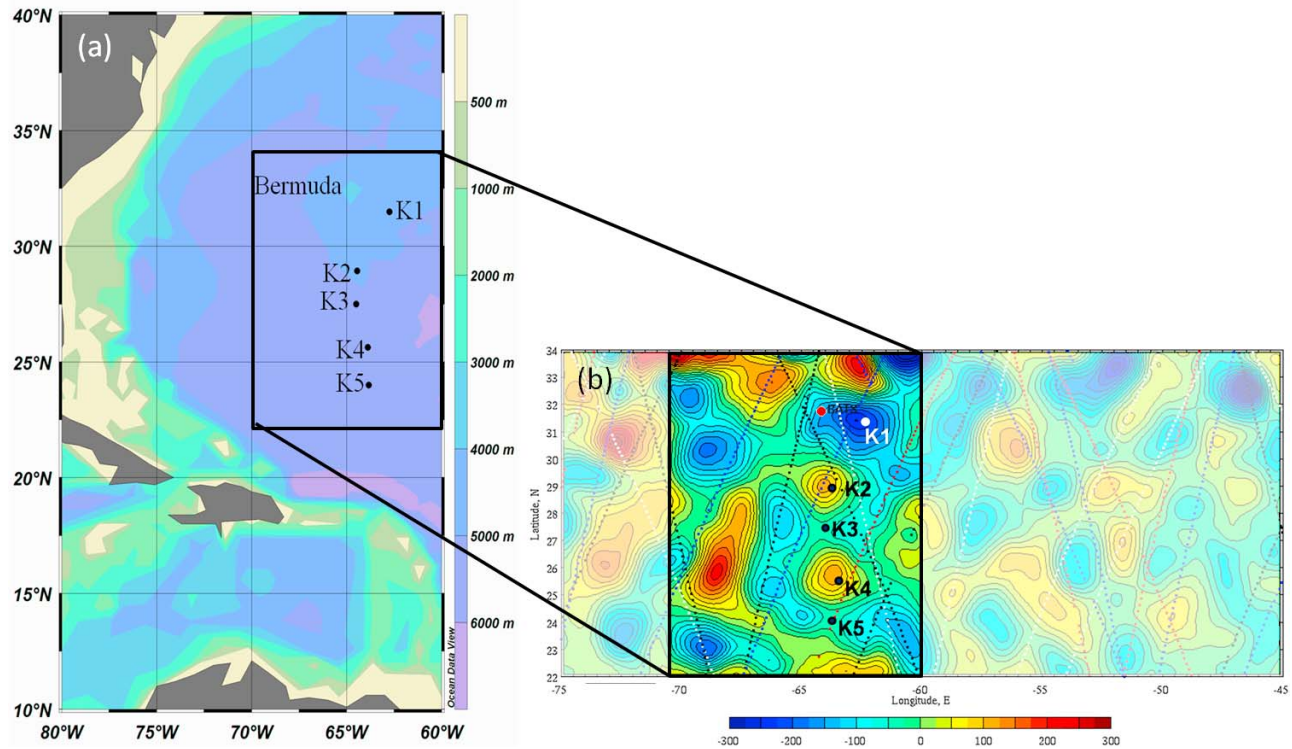 (a)
40°N
35°N
30°N
25°N
20°N
15°N
10°N
80°W
75°W
70°W
65°W
60°W
Bermuda
K1
K2
K3
K4
K5
500 m
1000 m
2000 m
3000 m
4000 m
5000 m
6000 m
Ocean Data View
(b)
34
33
32
31
30
29
28
27
26
25
24
23
22
Latitude, N
BATS
K1
K2
K3
K4
K5
-75
-70
-65
-60
-55
-50
-45
Longitude, E
-300
-200
-100
0
100
200
300